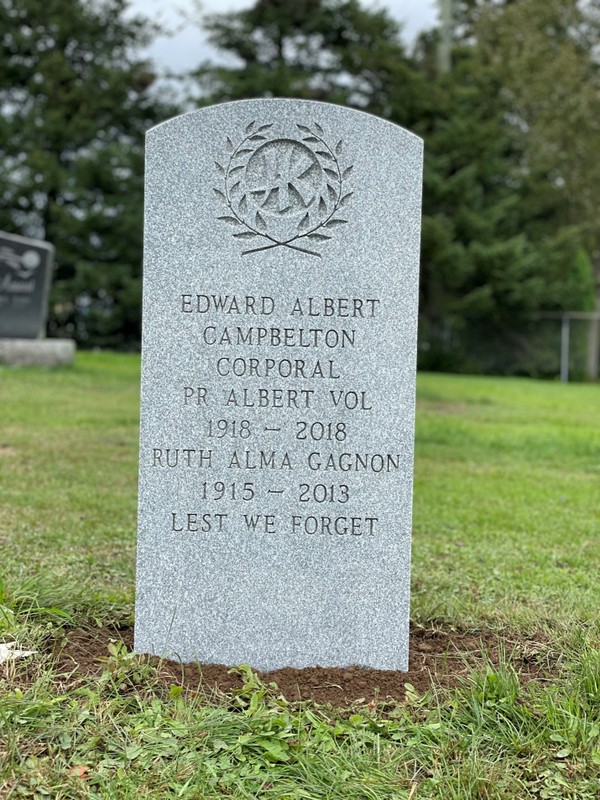 EDWARD ALBERT
CAMPBELTON
CORPORAL
PR ALBERT VOL
1918 – 2018
RUTH ALMA GAGNON
1915 – 2013
LEST WE FORGET